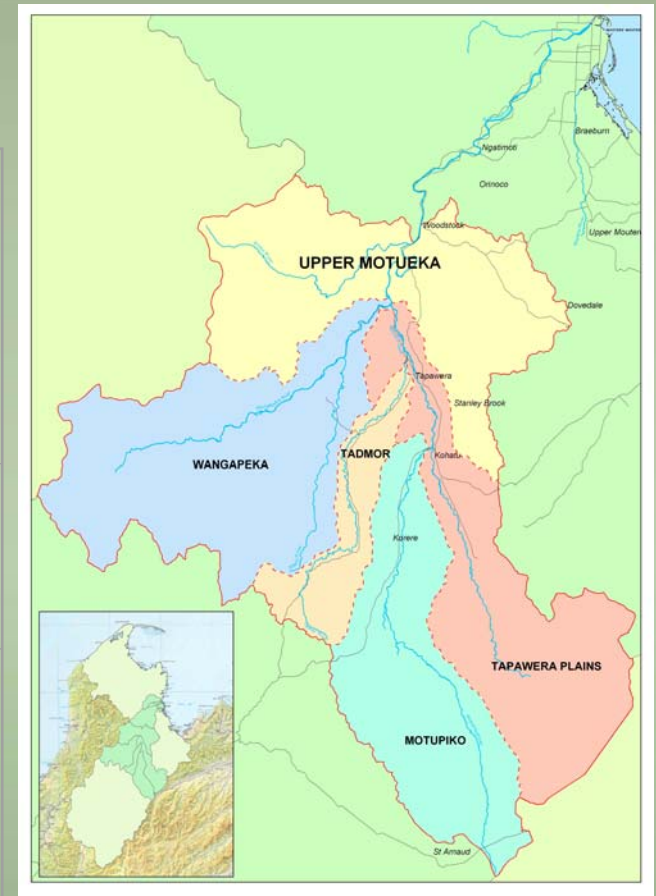 Braeburn
Ngatimoti
Orinoco
Woodstock
Upper Moutere
UPPER MOTUEKA
Dovedale
Tapawera
Stanley Brook
TADMOR
WANGAPEKA
Kohatu
Korere
TAPAWERA PLAINS
MOTUPIKO
St Arnaud